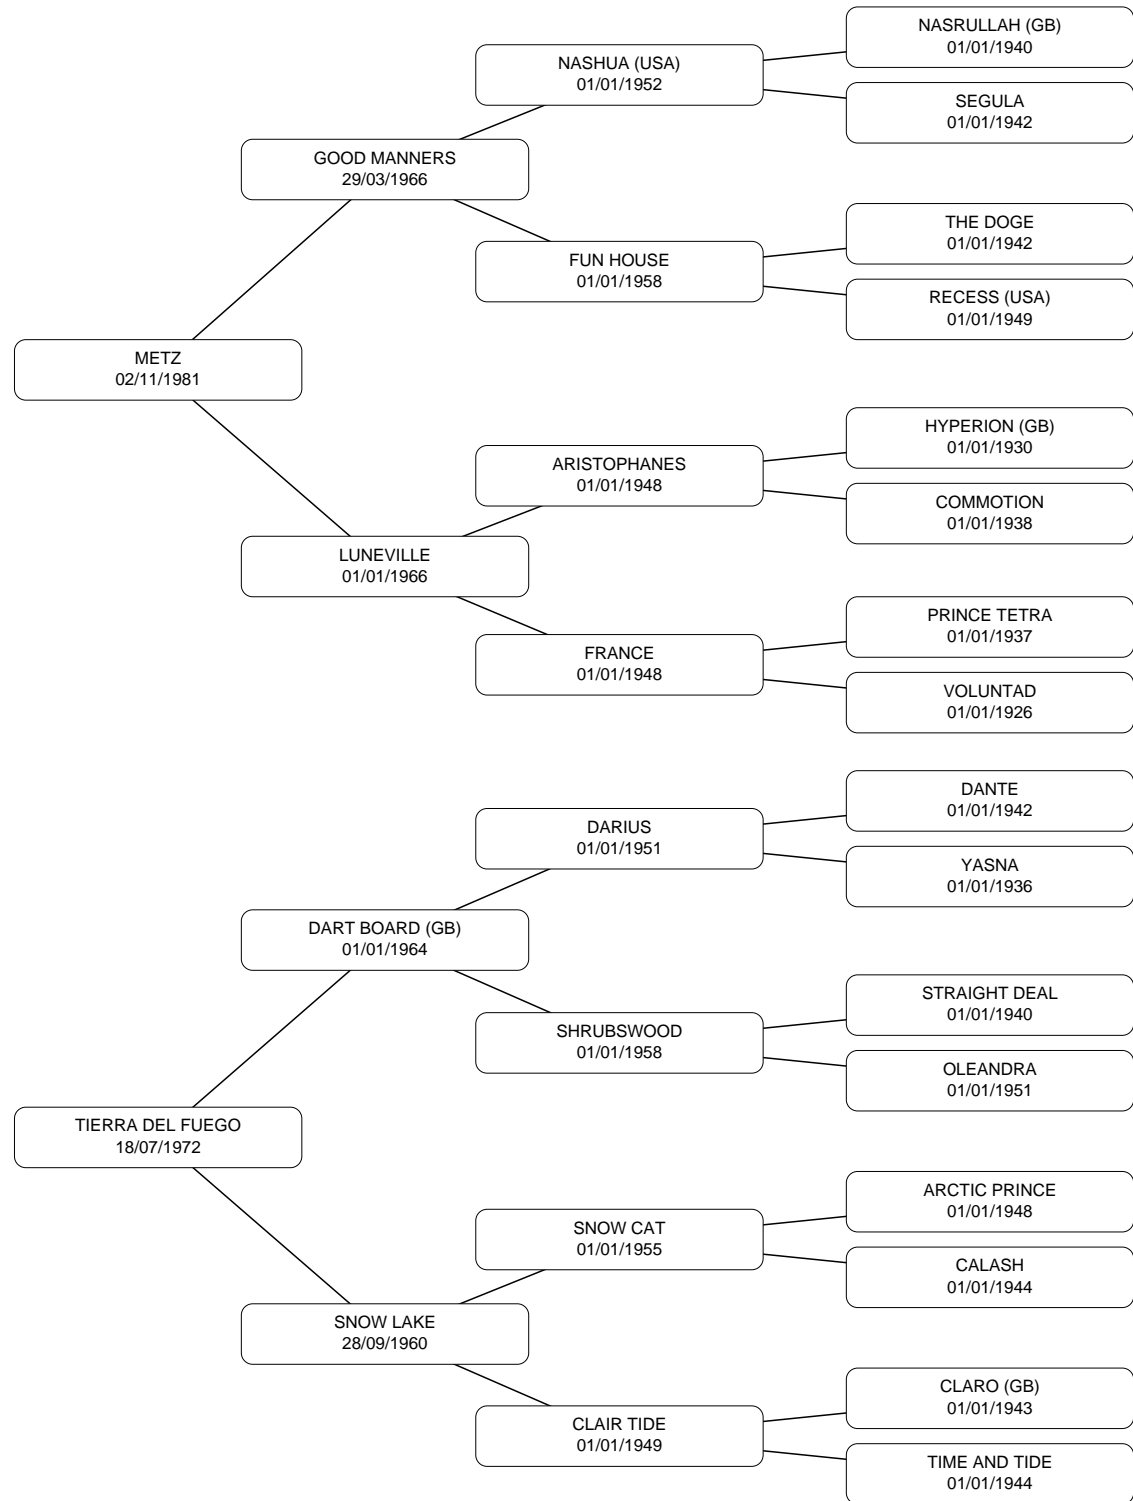 NASRULLAH (GB)
01/01/1940
NASHUA (USA)
01/01/1952
SEGULA
01/01/1942
GOOD MANNERS
29/03/1966
THE DOGE
01/01/1942
FUN HOUSE
01/01/1958
RECESS (USA)
01/01/1949
METZ
02/11/1981
HYPERION (GB)
01/01/1930
ARISTOPHANES
01/01/1948
COMMOTION
01/01/1938
LUNEVILLE
01/01/1966
PRINCE TETRA
01/01/1937
FRANCE
01/01/1948
VOLUNTAD
01/01/1926
DANTE
01/01/1942
DARIUS
01/01/1951
YASNA
01/01/1936
DART BOARD (GB)
01/01/1964
STRAIGHT DEAL
01/01/1940
SHRUBSWOOD
01/01/1958
OLEANDRA
01/01/1951
TIERRA DEL FUEGO
18/07/1972
ARCTIC PRINCE
01/01/1948
SNOW CAT
01/01/1955
CALASH
01/01/1944
SNOW LAKE
28/09/1960
CLARO (GB)
01/01/1943
CLAIR TIDE
01/01/1949
TIME AND TIDE
01/01/1944